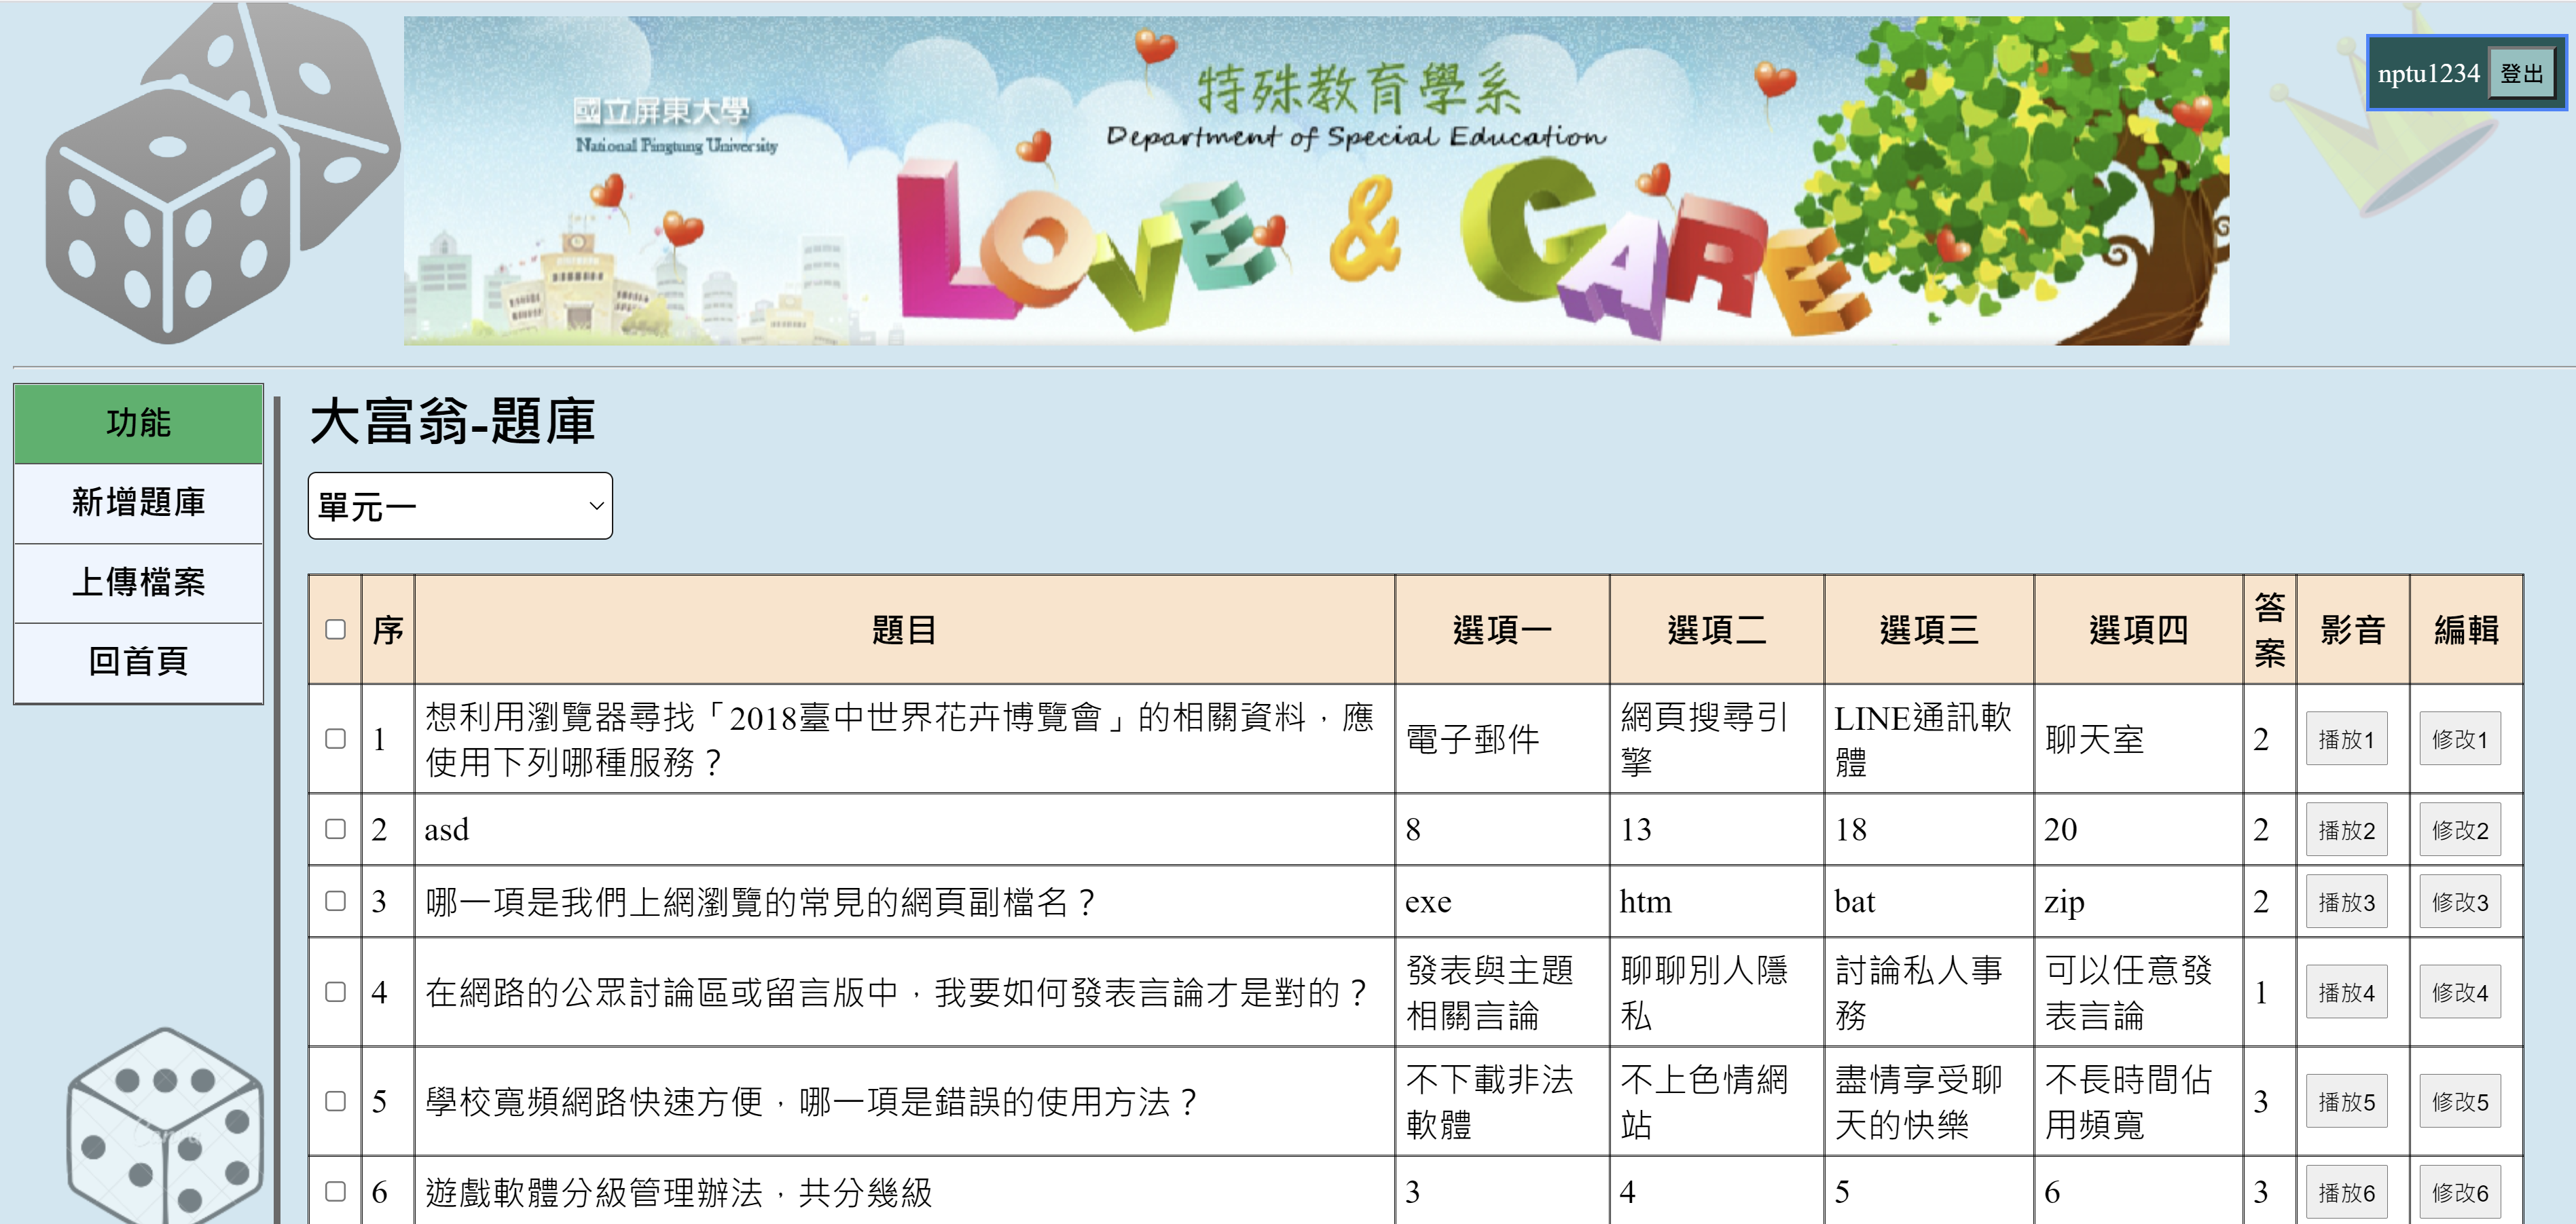 國立屏東大學
National Pingtung University
特殊教育學系
Department of Special Education
LOVE & CARE
nptu1234 登出
功能
新增題庫
上傳檔案
回首頁
大富翁-題庫
單元一
序 題目 選項一 選項二 選項三 選項四 答案 影音 編輯
1 想利用瀏覽器尋找「2018臺中世界花卉博覽會」的相關資料，應
使用下列哪種服務？ 電子郵件 網頁搜尋引
擎 LINE通訊軟
體 聊天室 2 播放1 修改1
2 asd 8 13 18 20 2 播放2 修改2
3 哪一項是我們上網瀏覽的常見的網頁副檔名？ exe htm bat zip 2 播放3 修改3
4 在網路的公眾討論區或留言版中，我要如何發表言論才是對的？ 發表與主題
相關言論 聊聊別人隱
私 討論私人事
務 可以任意發
表言論 1 播放4 修改4
5 學校寬頻網路快速方便，哪一項是錯誤的使用方法？ 不下載非法
軟體 不上色情網
站 盡情享受聊
天的快樂 不長時間佔
用頻寬 3 播放5 修改5
6 遊戲軟體分級管理辦法，共分幾級 3 4 5 6 3 播放6 修改6